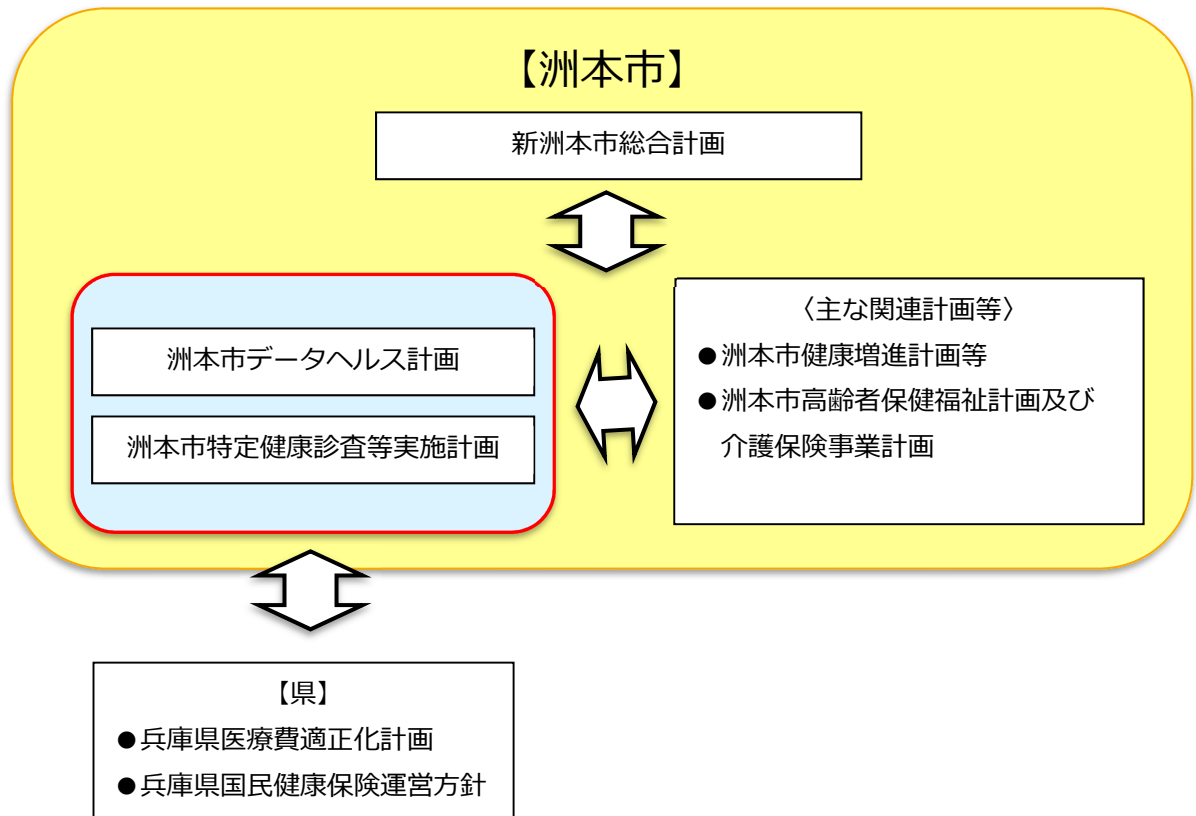 【洲本市】
新洲本市総合計画
洲本市データヘルス計画
洲本市特定健康診査等実施計画
〈主な関連計画等〉
●洲本市健康増進計画等
●洲本市高齢者保健福祉計画及び
介護保険事業計画
【県】
●兵庫県医療費適正化計画
●兵庫県国民健康保険運営方針